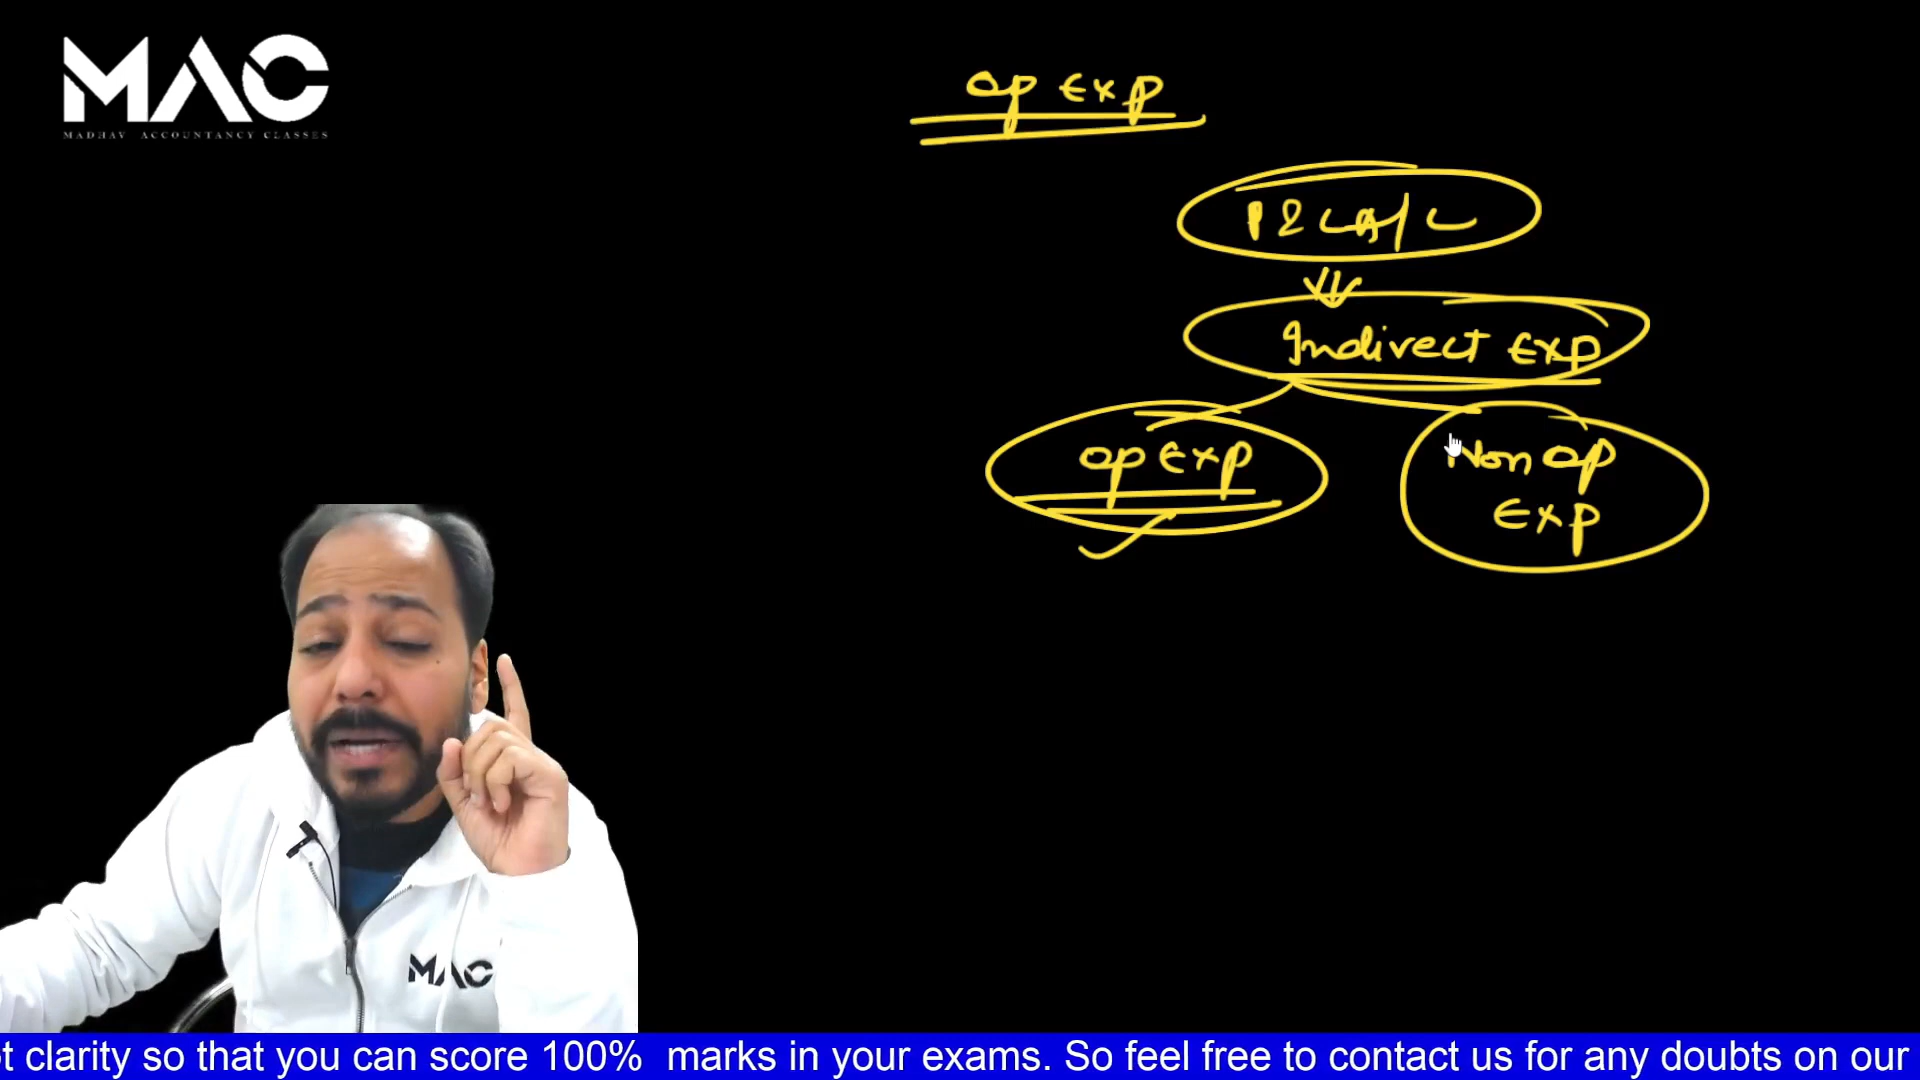 MAC
MADHAV ACCOUNTANCY CLASSES
OP EXP
P & L A/C
Indirect EXP
OP EXP
Non OP
EXP
MAC
t clarity so that you can score 100% marks in your exams. So feel free to contact us for any doubts on our